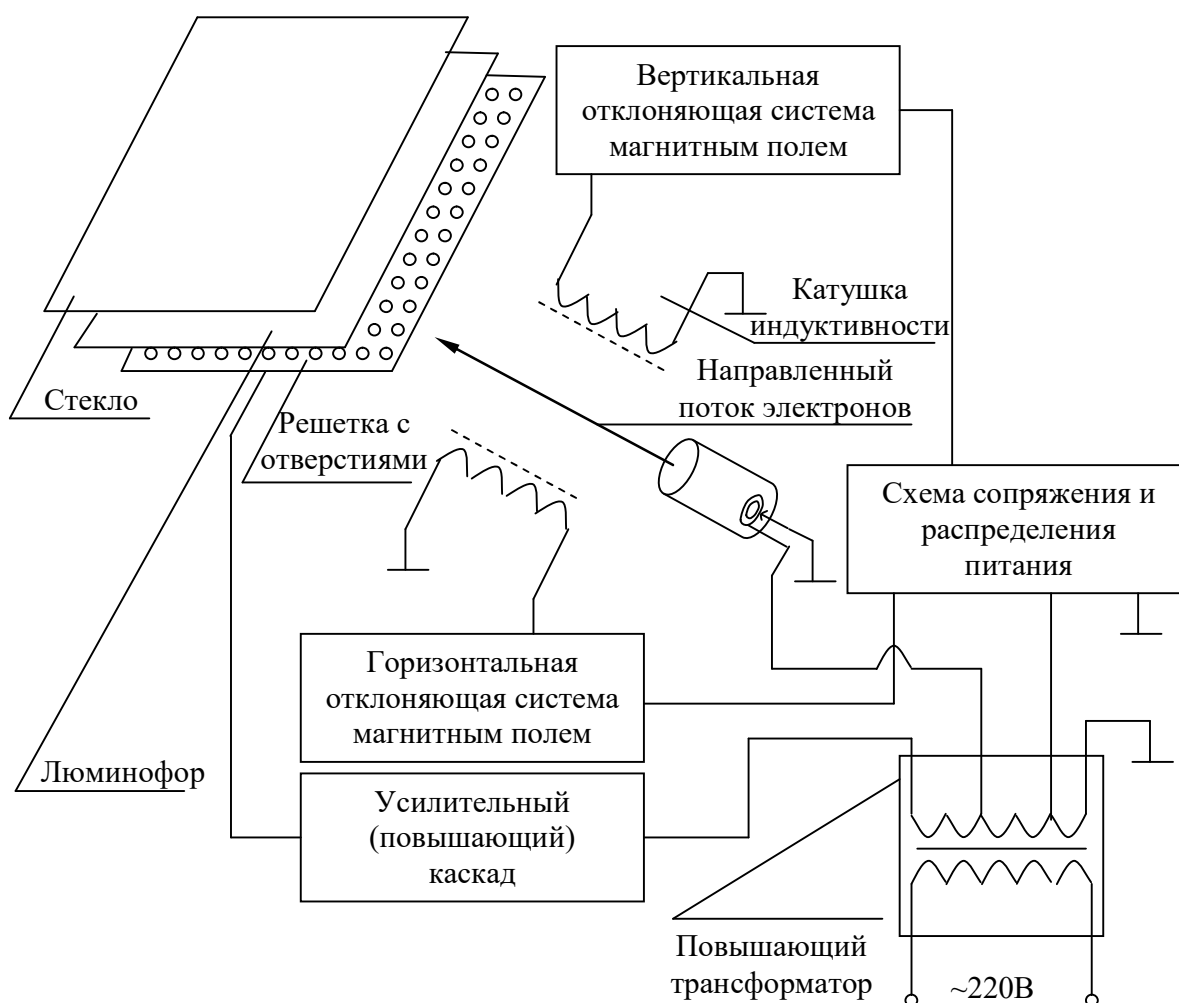 Вертикальная
отклоняющая система
магнитным полем
Катушка
индуктивности
Направленный
поток электронов
Стекло
Решетка с
отверстиями
Схема сопряжения и
распределения
питания
Горизонтальная
отклоняющая система
магнитным полем
Люминофор
Усилительный
(повышающий)
каскад
Повышающий
трансформатор
~220В